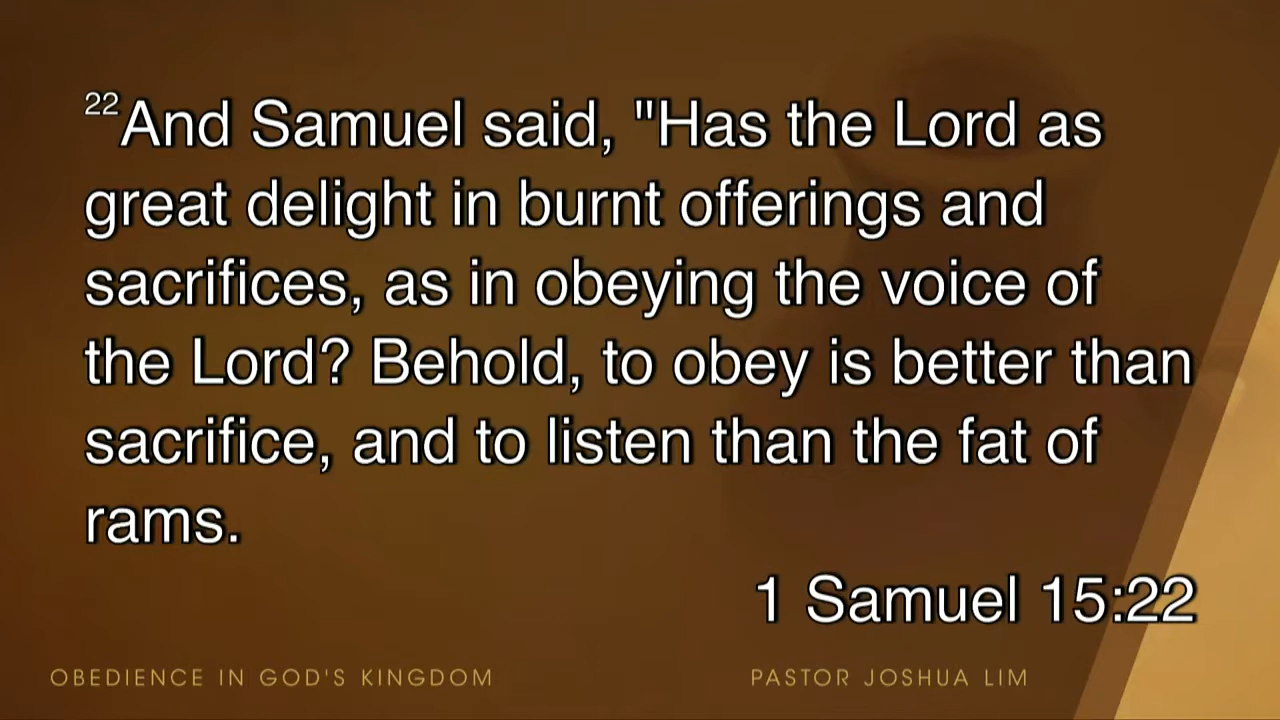 22And Samuel said, "Has the Lord as
great delight in burnt offerings and
sacrifices, as in obeying the voice of
the Lord? Behold, to obey is better than
sacrifice, and to listen than the fat of
rams.
1 Samuel 15:22
OBEDIENCE IN GOD'S KINGDOM
PASTOR JOSHUA LIM